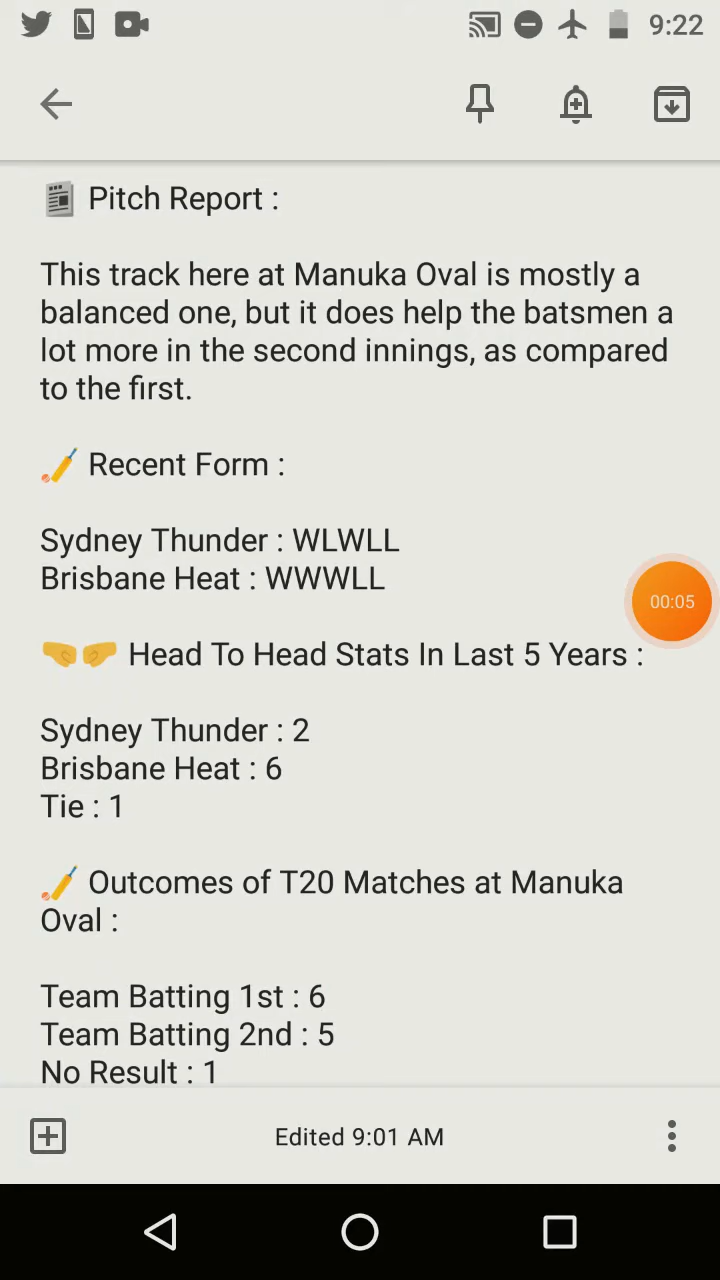 9:22
Pitch Report :
This track here at Manuka Oval is mostly a
balanced one, but it does help the batsmen a
lot more in the second innings, as compared
to the first.
Recent Form :
Sydney Thunder : WLWLL
Brisbane Heat : WWWLL
00:05
Head To Head Stats In Last 5 Years :
Sydney Thunder : 2
Brisbane Heat : 6
Tie : 1
Outcomes of T20 Matches at Manuka
Oval :
Team Batting 1st : 6
Team Batting 2nd : 5
No Result : 1
Edited 9:01 AM